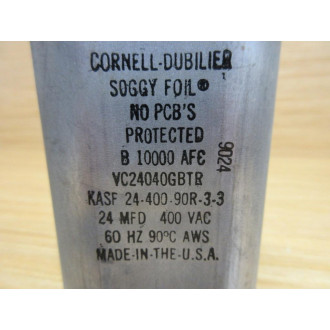 CORNELL-DUBILIER
SOGGY FOIL®
NO PCB'S
PROTECTED
B 10000 AFC
VC24040GBTR
KASF 24-400-90R-3-3
24 MFD 400 VAC
60 HZ 90°C AWS
MADE-IN-THE-U.S.A.
9024